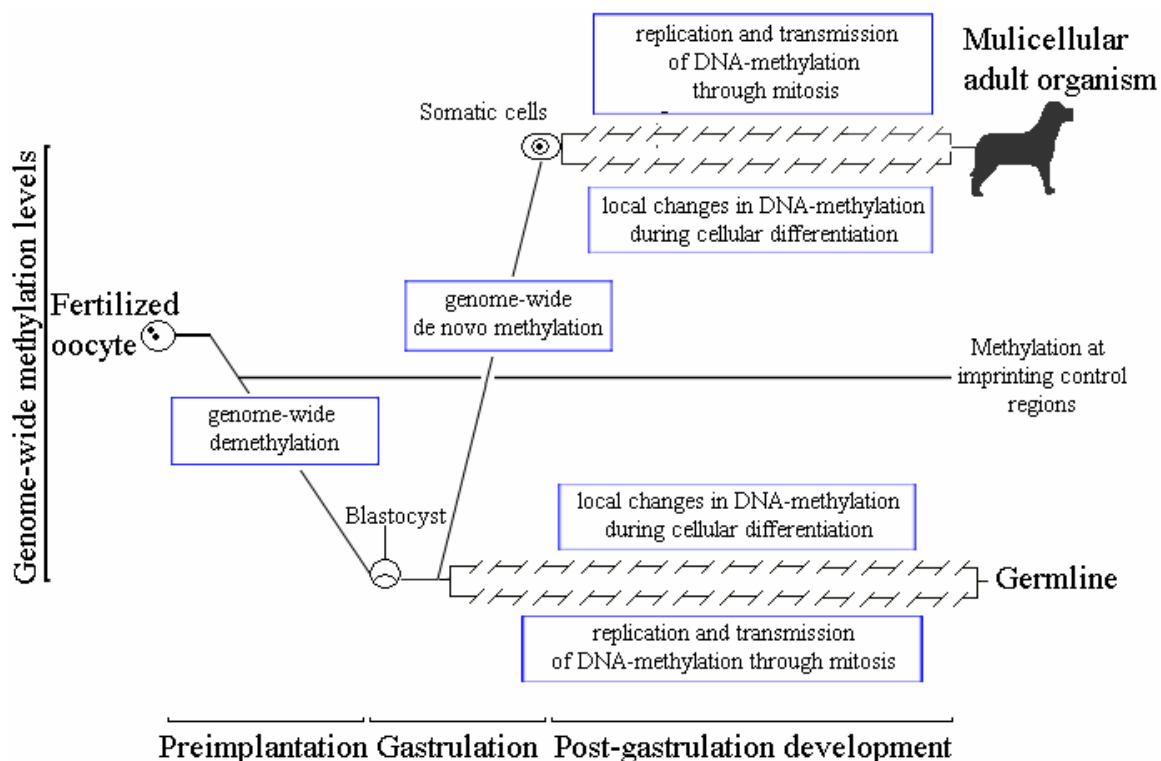 replication and transmission
of DNA-methylation
through mitosis
Mulicellular
adult organism
Somatic cells
local changes in DNA-methylation
during cellular differentiation
Genome-wide methylation levels
Fertilized
oocyte
genome-wide
de novo methylation
Methylation at
imprinting control
regions
genome-wide
demethylation
Blastocyst
local changes in DNA-methylation
during cellular differentiation
Germline
replication and transmission
of DNA-methylation through mitosis
Preimplantation
Gastrulation
Post-gastrulation development